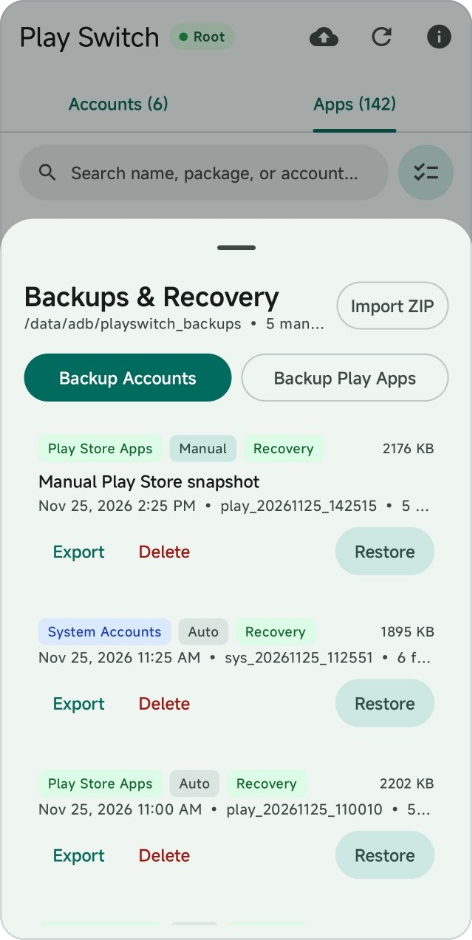 Play Switch Root
Accounts (6) Apps (142)
Search name, package, or account...
Backups & Recovery
/data/adb/playswitch_backups • 5 man...
Import ZIP
Backup Accounts Backup Play Apps
Play Store Apps Manual Recovery 2176 KB
Manual Play Store snapshot
Nov 25, 2026 2:25 PM • play_20261125_142515 • 5 ...
Export Delete Restore
System Accounts Auto Recovery 1895 KB
Nov 25, 2026 11:25 AM • sys_20261125_112551 • 6 f...
Export Delete Restore
Play Store Apps Auto Recovery 2202 KB
Nov 25, 2026 11:00 AM • play_20261125_110010 • 5...
Export Delete Restore